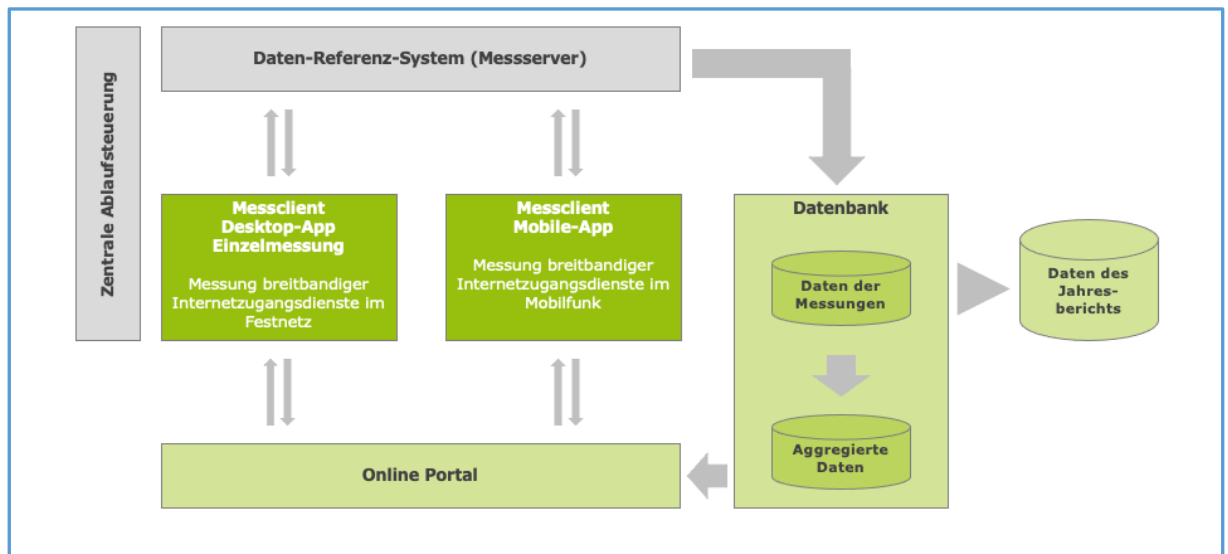 Zentrale Ablaufsteuerung
Daten-Referenz-System (Messserver)
Messclient
Desktop-App
Einzelmessung
Messung breitbandiger
Internetzugangsdienste im
Festnetz
Messclient
Mobile-App
Messung breitbandiger
Internetzugangsdienste im
Mobilfunk
Datenbank
Daten der
Messungen
Aggregierte
Daten
Daten des
Jahres-
berichts
Online Portal